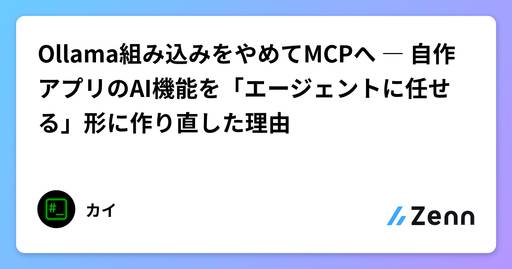 Ollama組み込みをやめてMCPへ — 自作
アプリのAI機能を「エージェントに任せ
る」形に作り直した理由
#_
カイ
Zenn